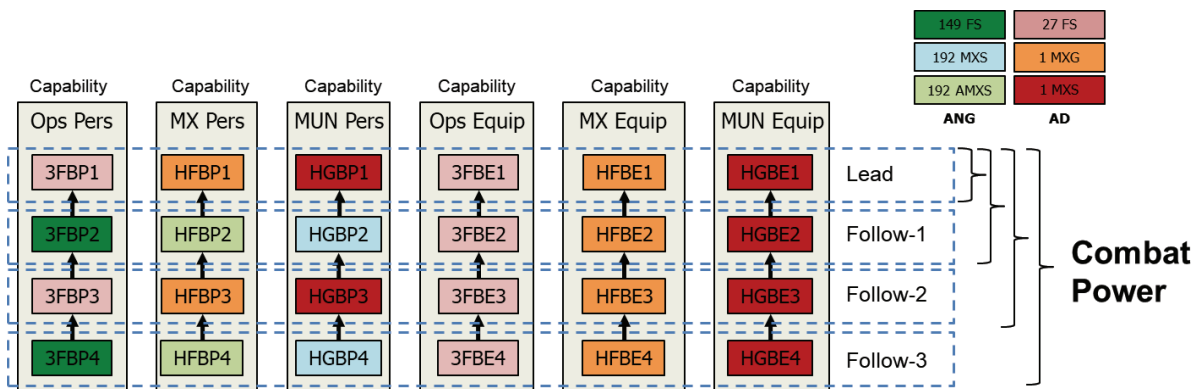 149 FS 27 FS
192 MXS 1 MXG
192 AMXS 1 MXS
ANG AD
Capability Capability Capability Capability Capability Capability
Ops Pers MX Pers MUN Pers Ops Equip MX Equip MUN Equip
3FBP1 HFBP1 HGBP1 3FBE1 HFBE1 HGBE1 Lead
3FBP2 HFBP2 HGBP2 3FBE2 HFBE2 HGBE2 Follow-1
Combat
Power
3FBP3 HFBP3 HGBP3 3FBE3 HFBE3 HGBE3 Follow-2
3FBP4 HFBP4 HGBP4 3FBE4 HFBE4 HGBE4 Follow-3